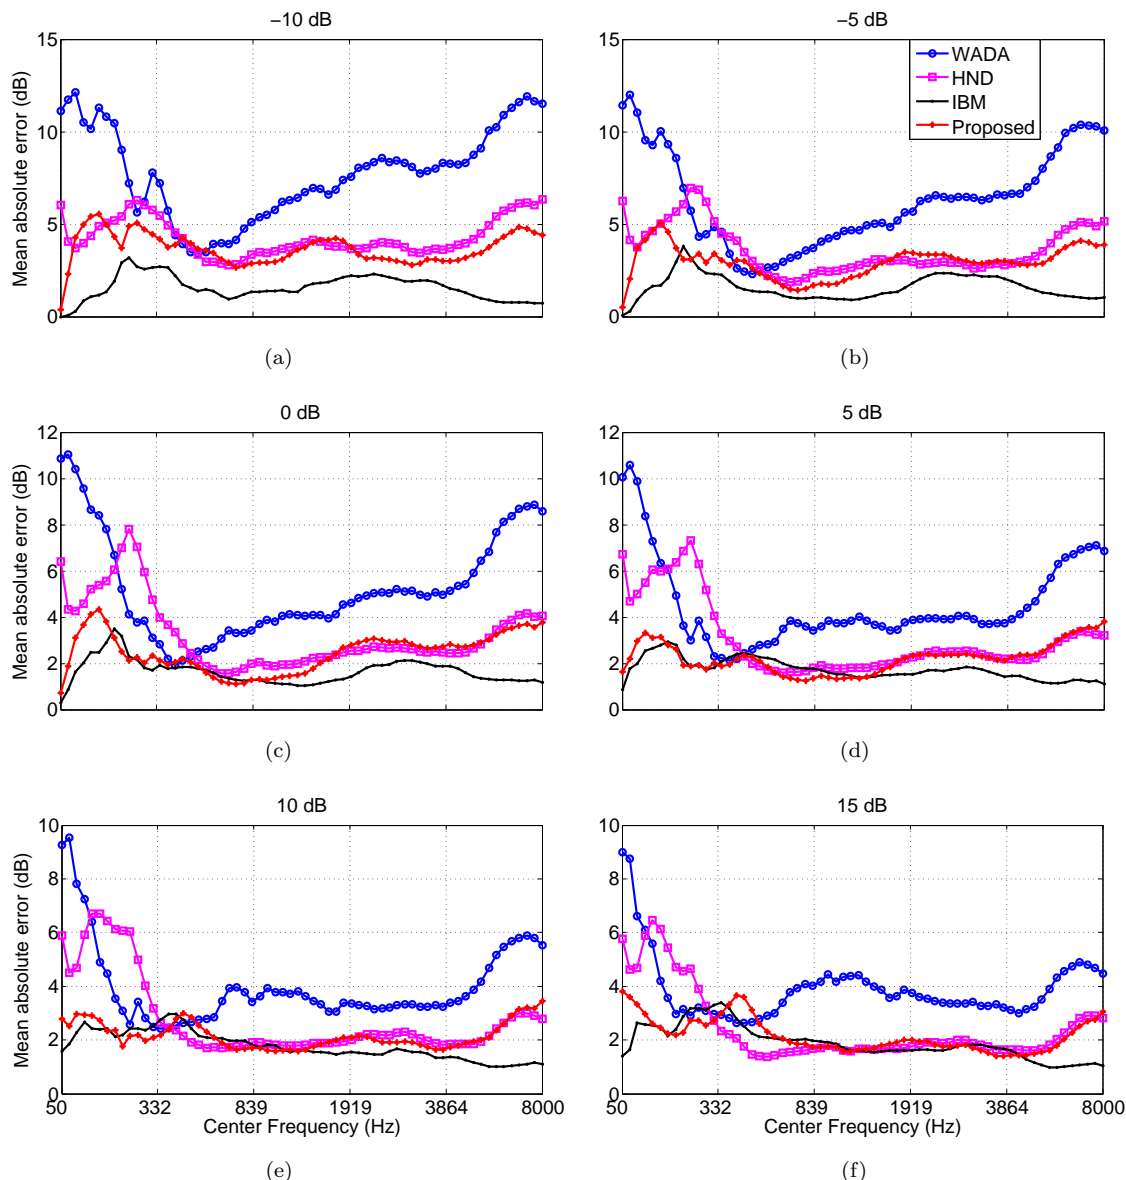 −10 dB
−5 dB
15
10
5
0
Mean absolute error (dB)
15
10
5
0
WADA
HND
IBM
Proposed
(a)
(b)
0 dB
5 dB
12
10
8
6
4
2
0
Mean absolute error (dB)
12
10
8
6
4
2
0
(c)
(d)
10 dB
15 dB
10
8
6
4
2
0
Mean absolute error (dB)
10
8
6
4
2
0
50 332 839 1919 3864 8000
50 332 839 1919 3864 8000
Center Frequency (Hz)
Center Frequency (Hz)
(e)
(f)